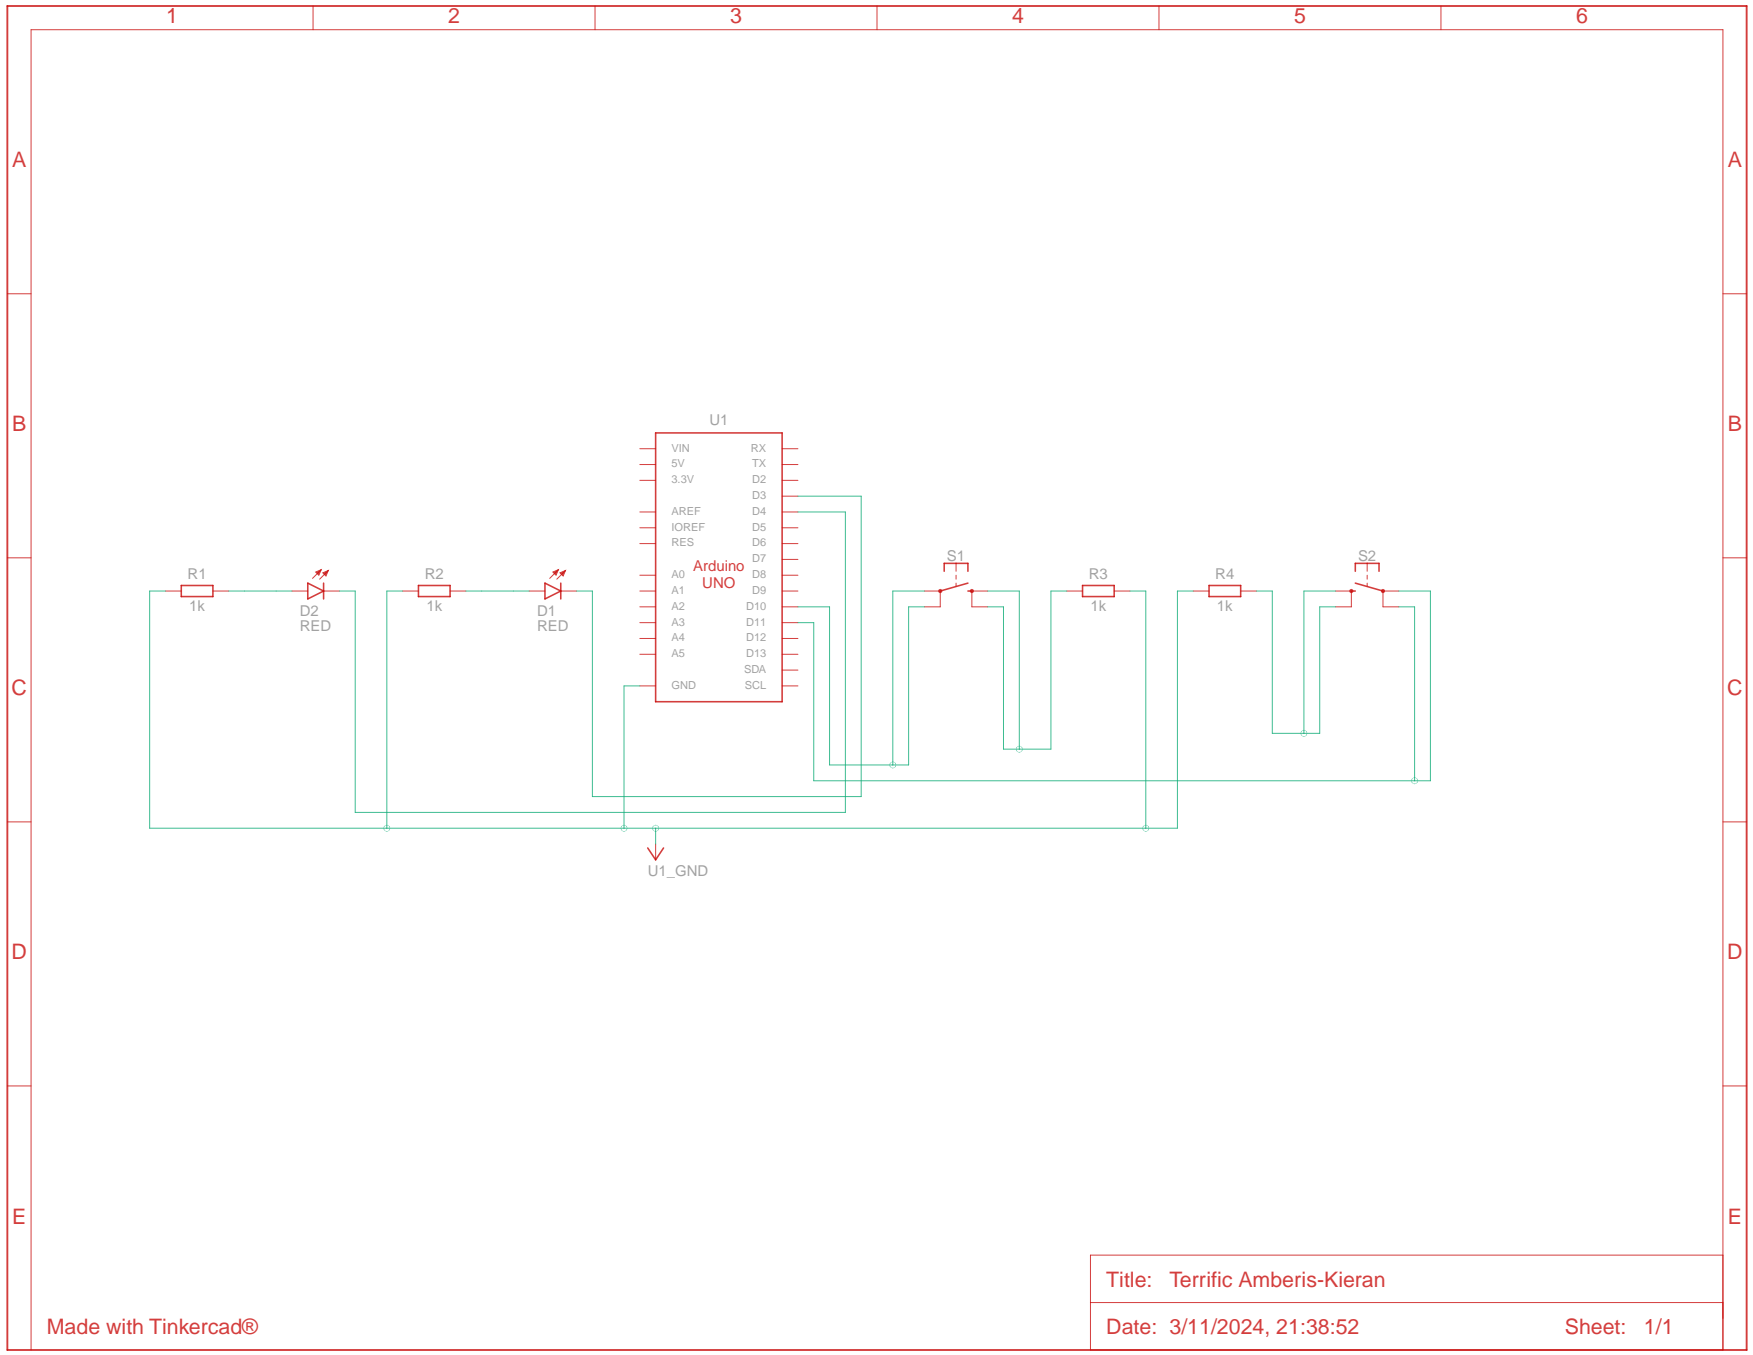 1 2 3 4 5 6
A A
B B
U1
VIN RX
5V TX
3.3V D2
D3
AREF D4
IOREF D5
RES D6
D7
A0 Arduino D8
A1 UNO D9
A2 D10
A3 D11
A4 D12
A5 D13
SDA
GND SCL
R1
1k
D2
RED
R2
1k
D1
RED
S1
R3
1k
R4
1k
S2
C C
U1_GND
D D
E E
Title: Terrific Amberis-Kieran
Made with Tinkercad®
Date: 3/11/2024, 21:38:52 Sheet: 1/1